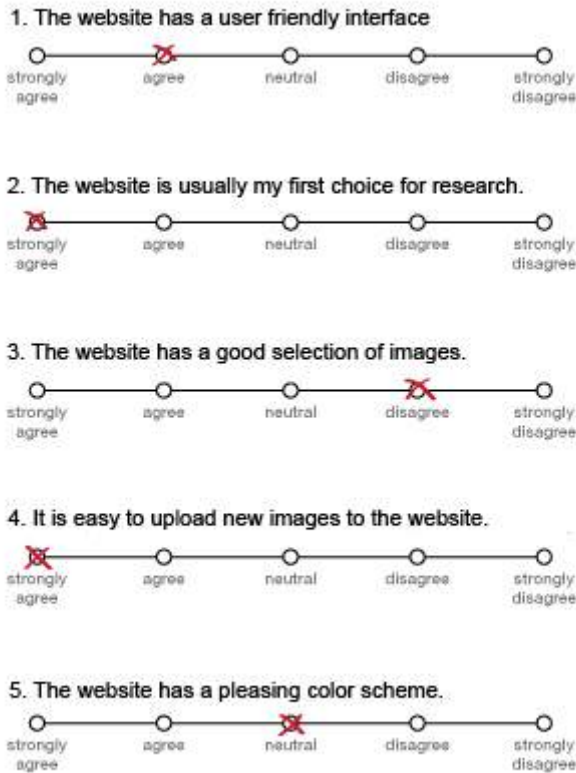 1. The website has a user friendly interface
strongly agree neutral disagree strongly
agree disagree
2. The website is usually my first choice for research.
strongly agree neutral disagree strongly
agree disagree
3. The website has a good selection of images.
strongly agree neutral disagree strongly
agree disagree
4. It is easy to upload new images to the website.
strongly agree neutral disagree strongly
agree disagree
5. The website has a pleasing color scheme.
strongly agree neutral disagree strongly
agree disagree